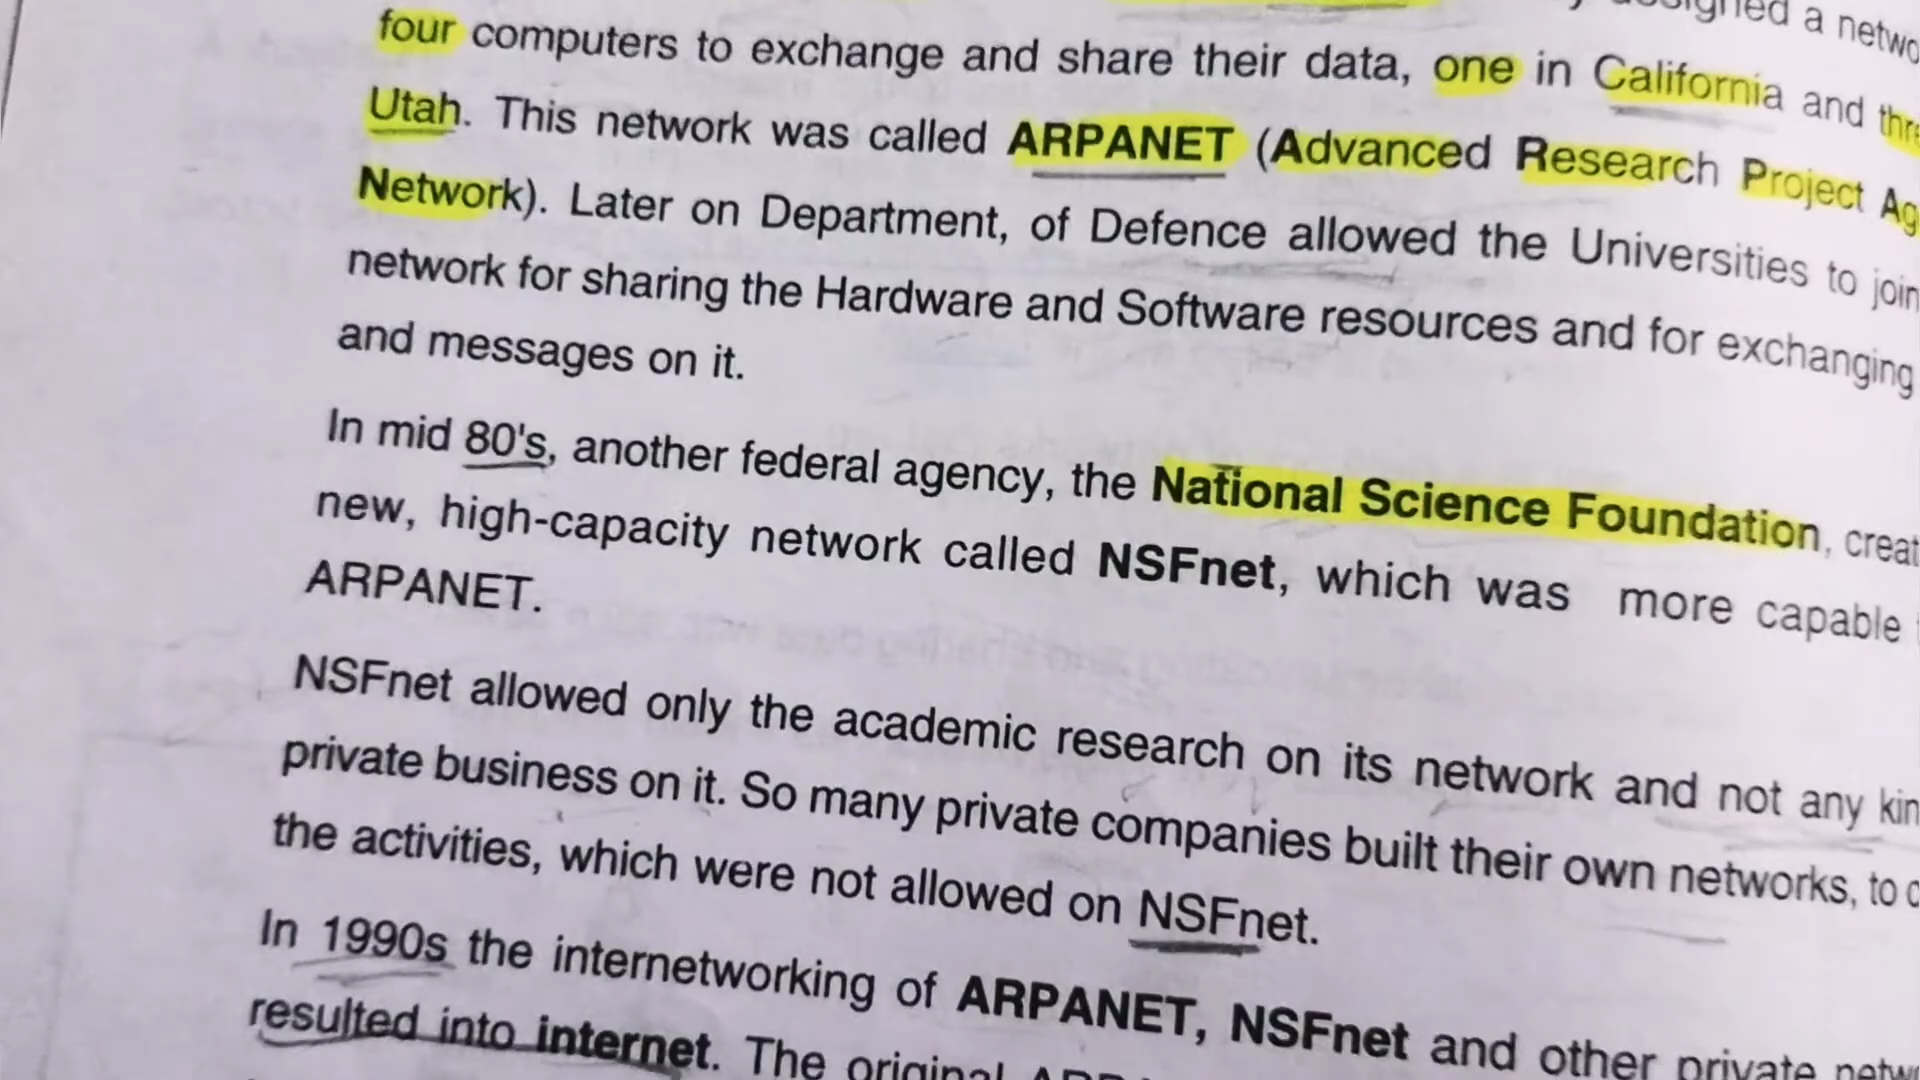 designed a
four computers to exchange and share their data, one in California and
Utah. This network was called ARPANET (Advanced Research Project
Network). Later on Department, of Defence allowed the Universities to join
network for sharing the Hardware and Software resources and for exchanging
and messages on it.
In mid 80's, another federal agency, the National Science Foundation,
new, high-capacity network called NSFnet, which was more capable
ARPANET.
NSFnet allowed only the academic research on its network and not any
private business on it. So many private companies built their own networks, to
the activities, which were not allowed on NSFnet.
In 1990s the internetworking of ARPANET, NSFnet and other private
resulted into internet. The original